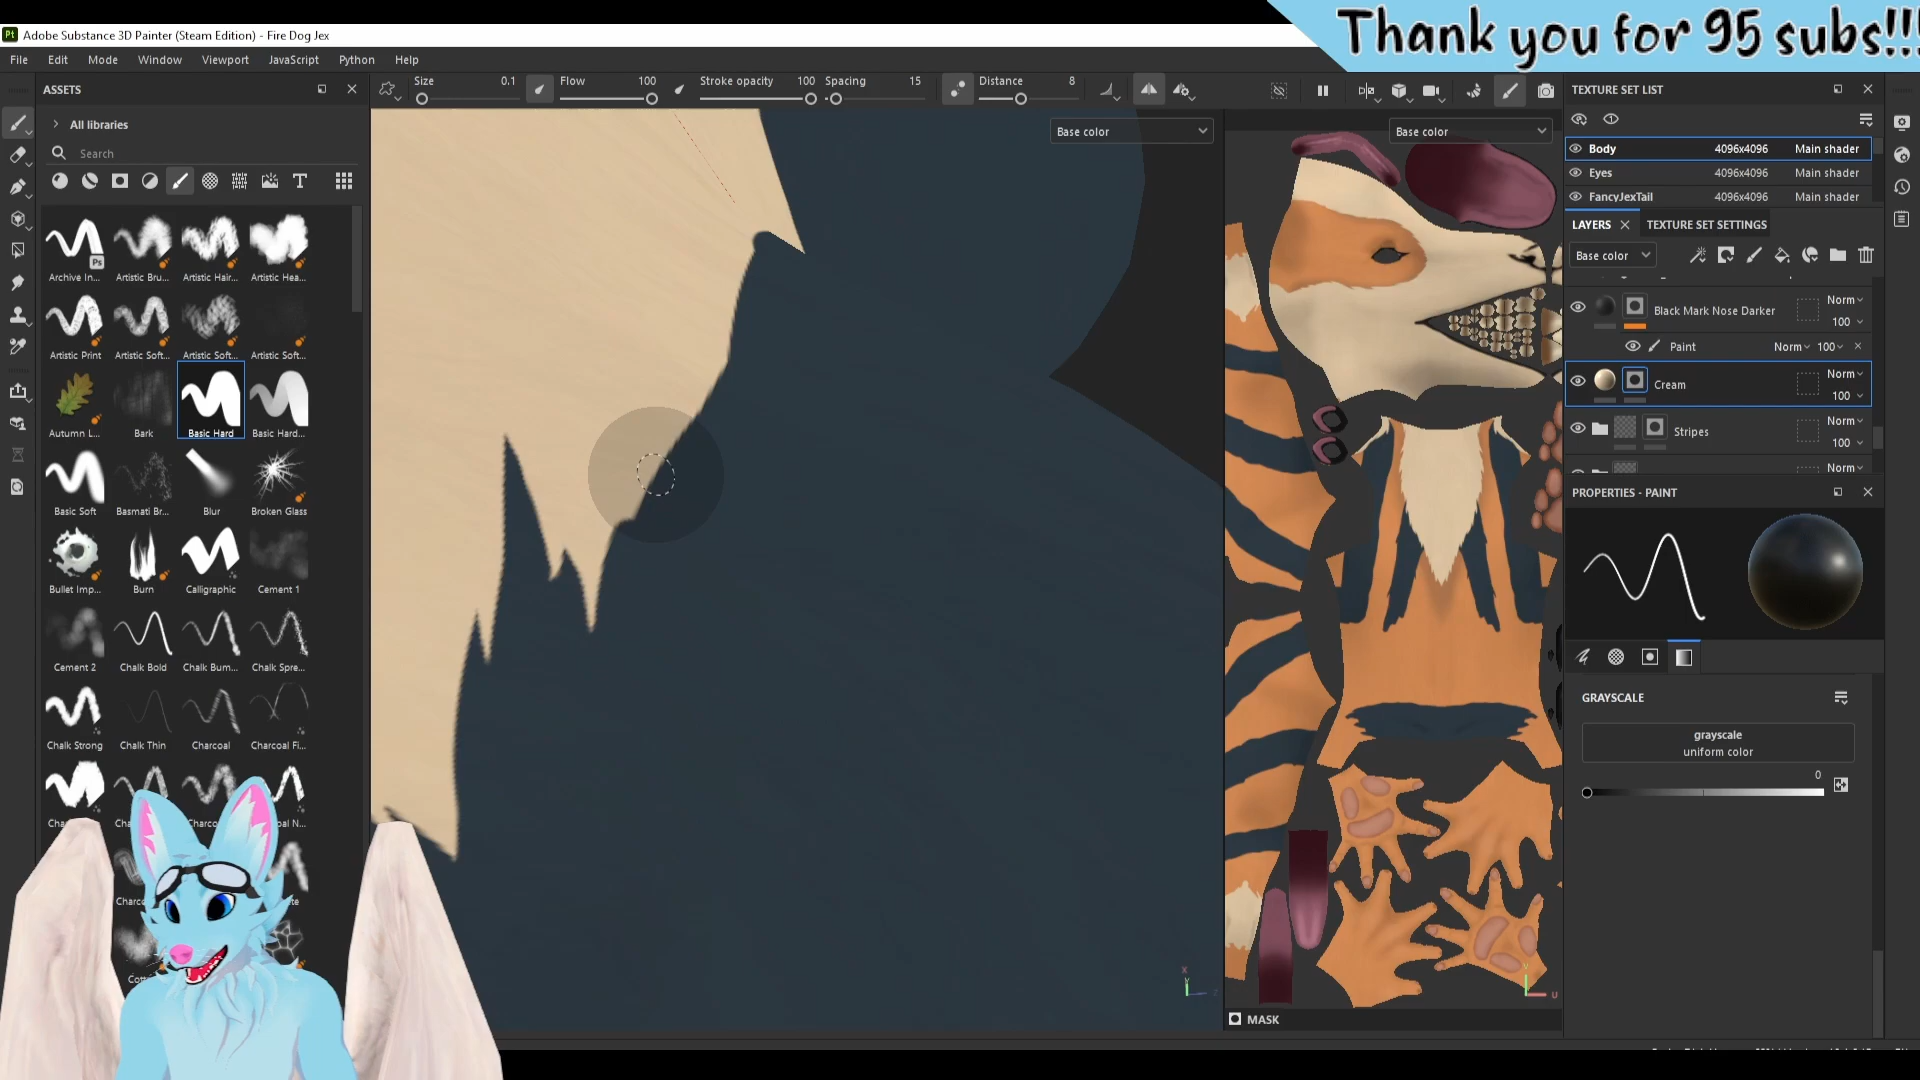 Thank you for 95 subs!!!
Adobe Substance 3D Painter (Steam Edition) - Fire Dog Jex
File Edit Mode Window Viewport JavaScript Python Help
ASSETS
Size 0.1 Flow 100 Stroke opacity 100 Spacing 15 Distance 8
All libraries
Search
Archive In... Artistic Bru... Artistic Hair... Artistic Hea...
Artistic Print Artistic Soft... Artistic Soft... Artistic Soft...
Autumn L... Bark Basic Hard Basic Hard...
Basic Soft Basmati Br... Blur Broken Glass
Bullet Imp... Burn Calligraphic Cement 1
Cement 2 Chalk Bold Chalk Bum... Chalk Spre...
Chalk Strong Chalk Thin Charcoal Charcoal Fi...
Base color
Base color
MASK
TEXTURE SET LIST
Body 4096x4096 Main shader
Eyes 4096x4096 Main shader
FancyJexTail 4096x4096 Main shader
LAYERS TEXTURE SET SETTINGS
Base color
Black Mark Nose Darker Norm 100
Paint Norm 100
Cream Norm 100
Stripes Norm 100
Norm
PROPERTIES - PAINT
GRAYSCALE
grayscale
uniform color
0